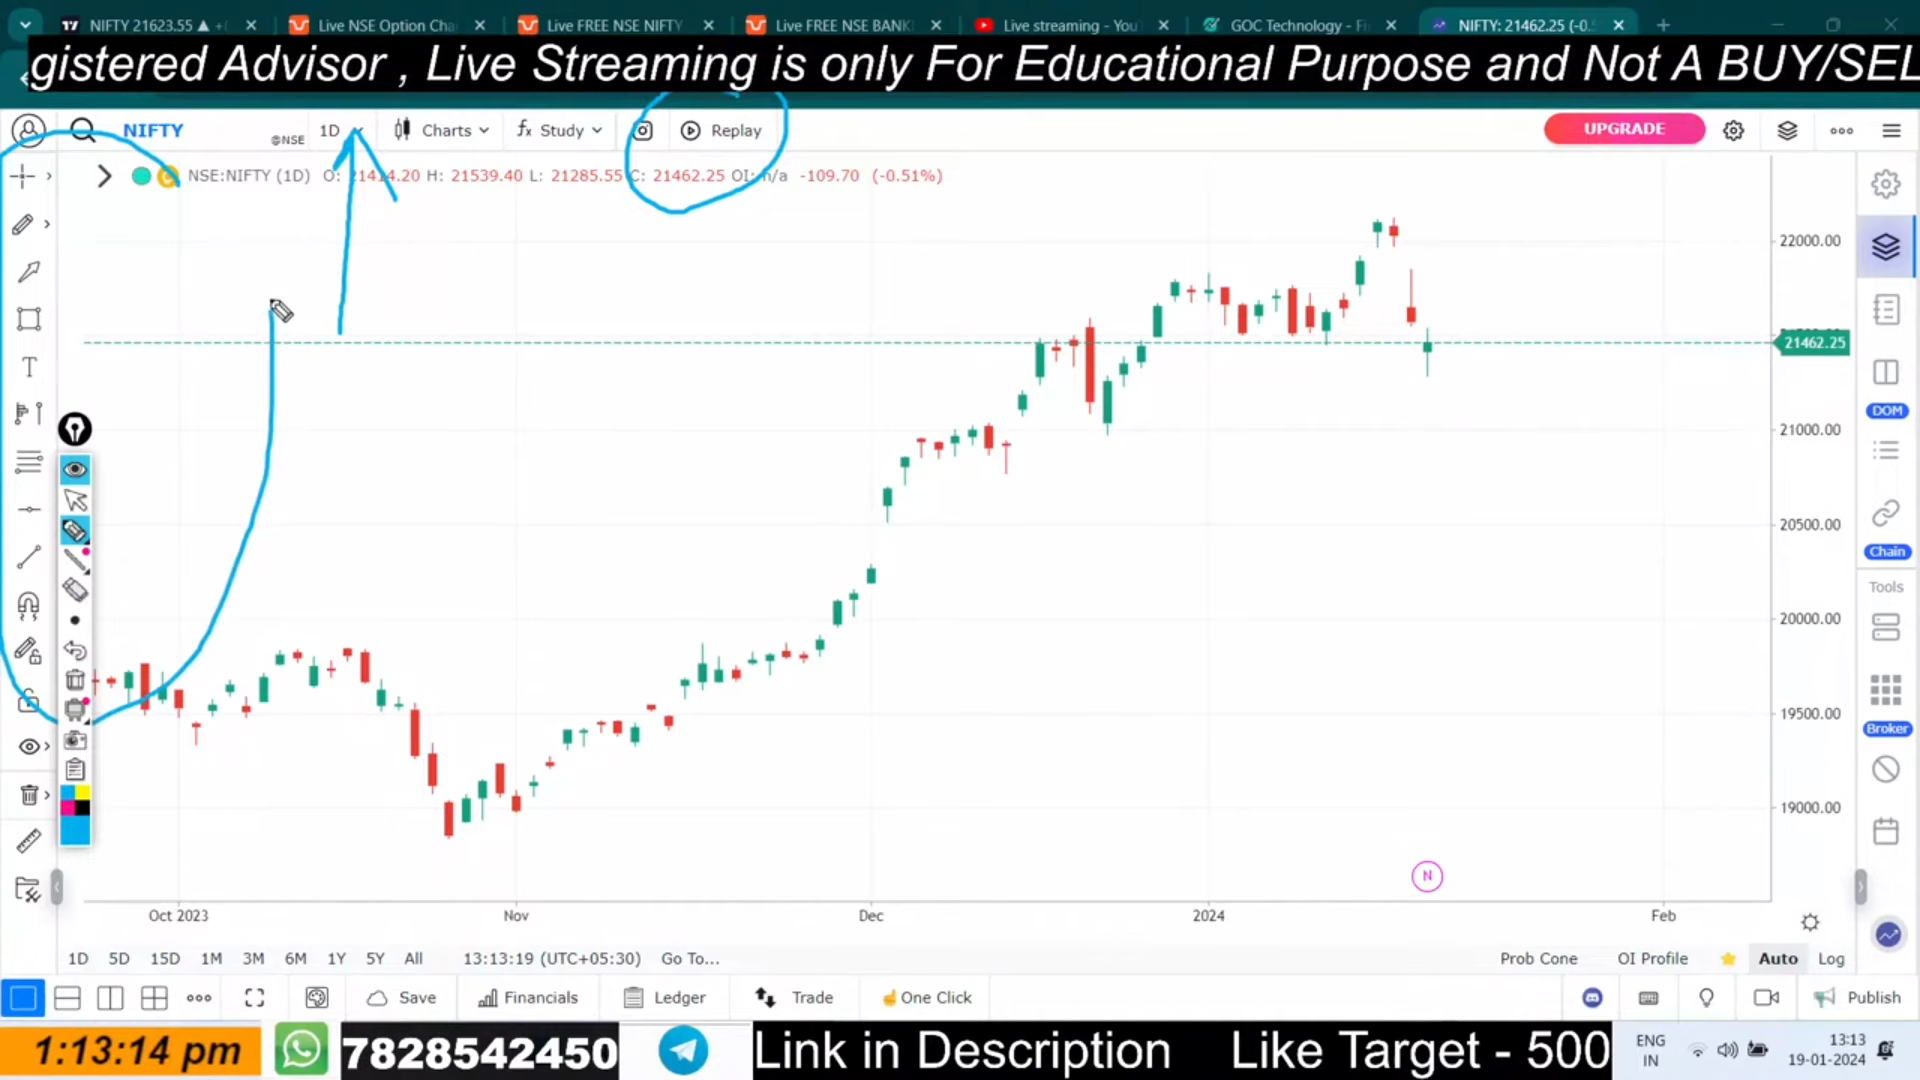 NIFTY 21623.55 ▲
Live NSE Option Cha
Live FREE NSE NIFTY
Live FREE NSE BANK
Live streaming - You
GOC Technology - Fi
NIFTY: 21462.25 (-0.5
gistered Advisor , Live Streaming is only For Educational Purpose and Not A BUY/SEL
NIFTY @NSE 1D Charts fx Study Replay UPGRADE
NSE:NIFTY (1D) O: 21414.20 H: 21539.40 L: 21285.55 C: 21462.25 OI: n/a -109.70 (-0.51%)
22000.00
21462.25
DOM
21000.00
20500.00
Chain
Tools
20000.00
19500.00
Broker
19000.00
N
Oct 2023 Nov Dec 2024 Feb
1D 5D 15D 1M 3M 6M 1Y 5Y All 13:13:19 (UTC+05:30) Go To... Prob Cone OI Profile Auto Log
Save Financials Ledger Trade One Click Publish
1:13:14 pm 7828542450 Link in Description Like Target - 500
ENG IN
13:13
19-01-2024